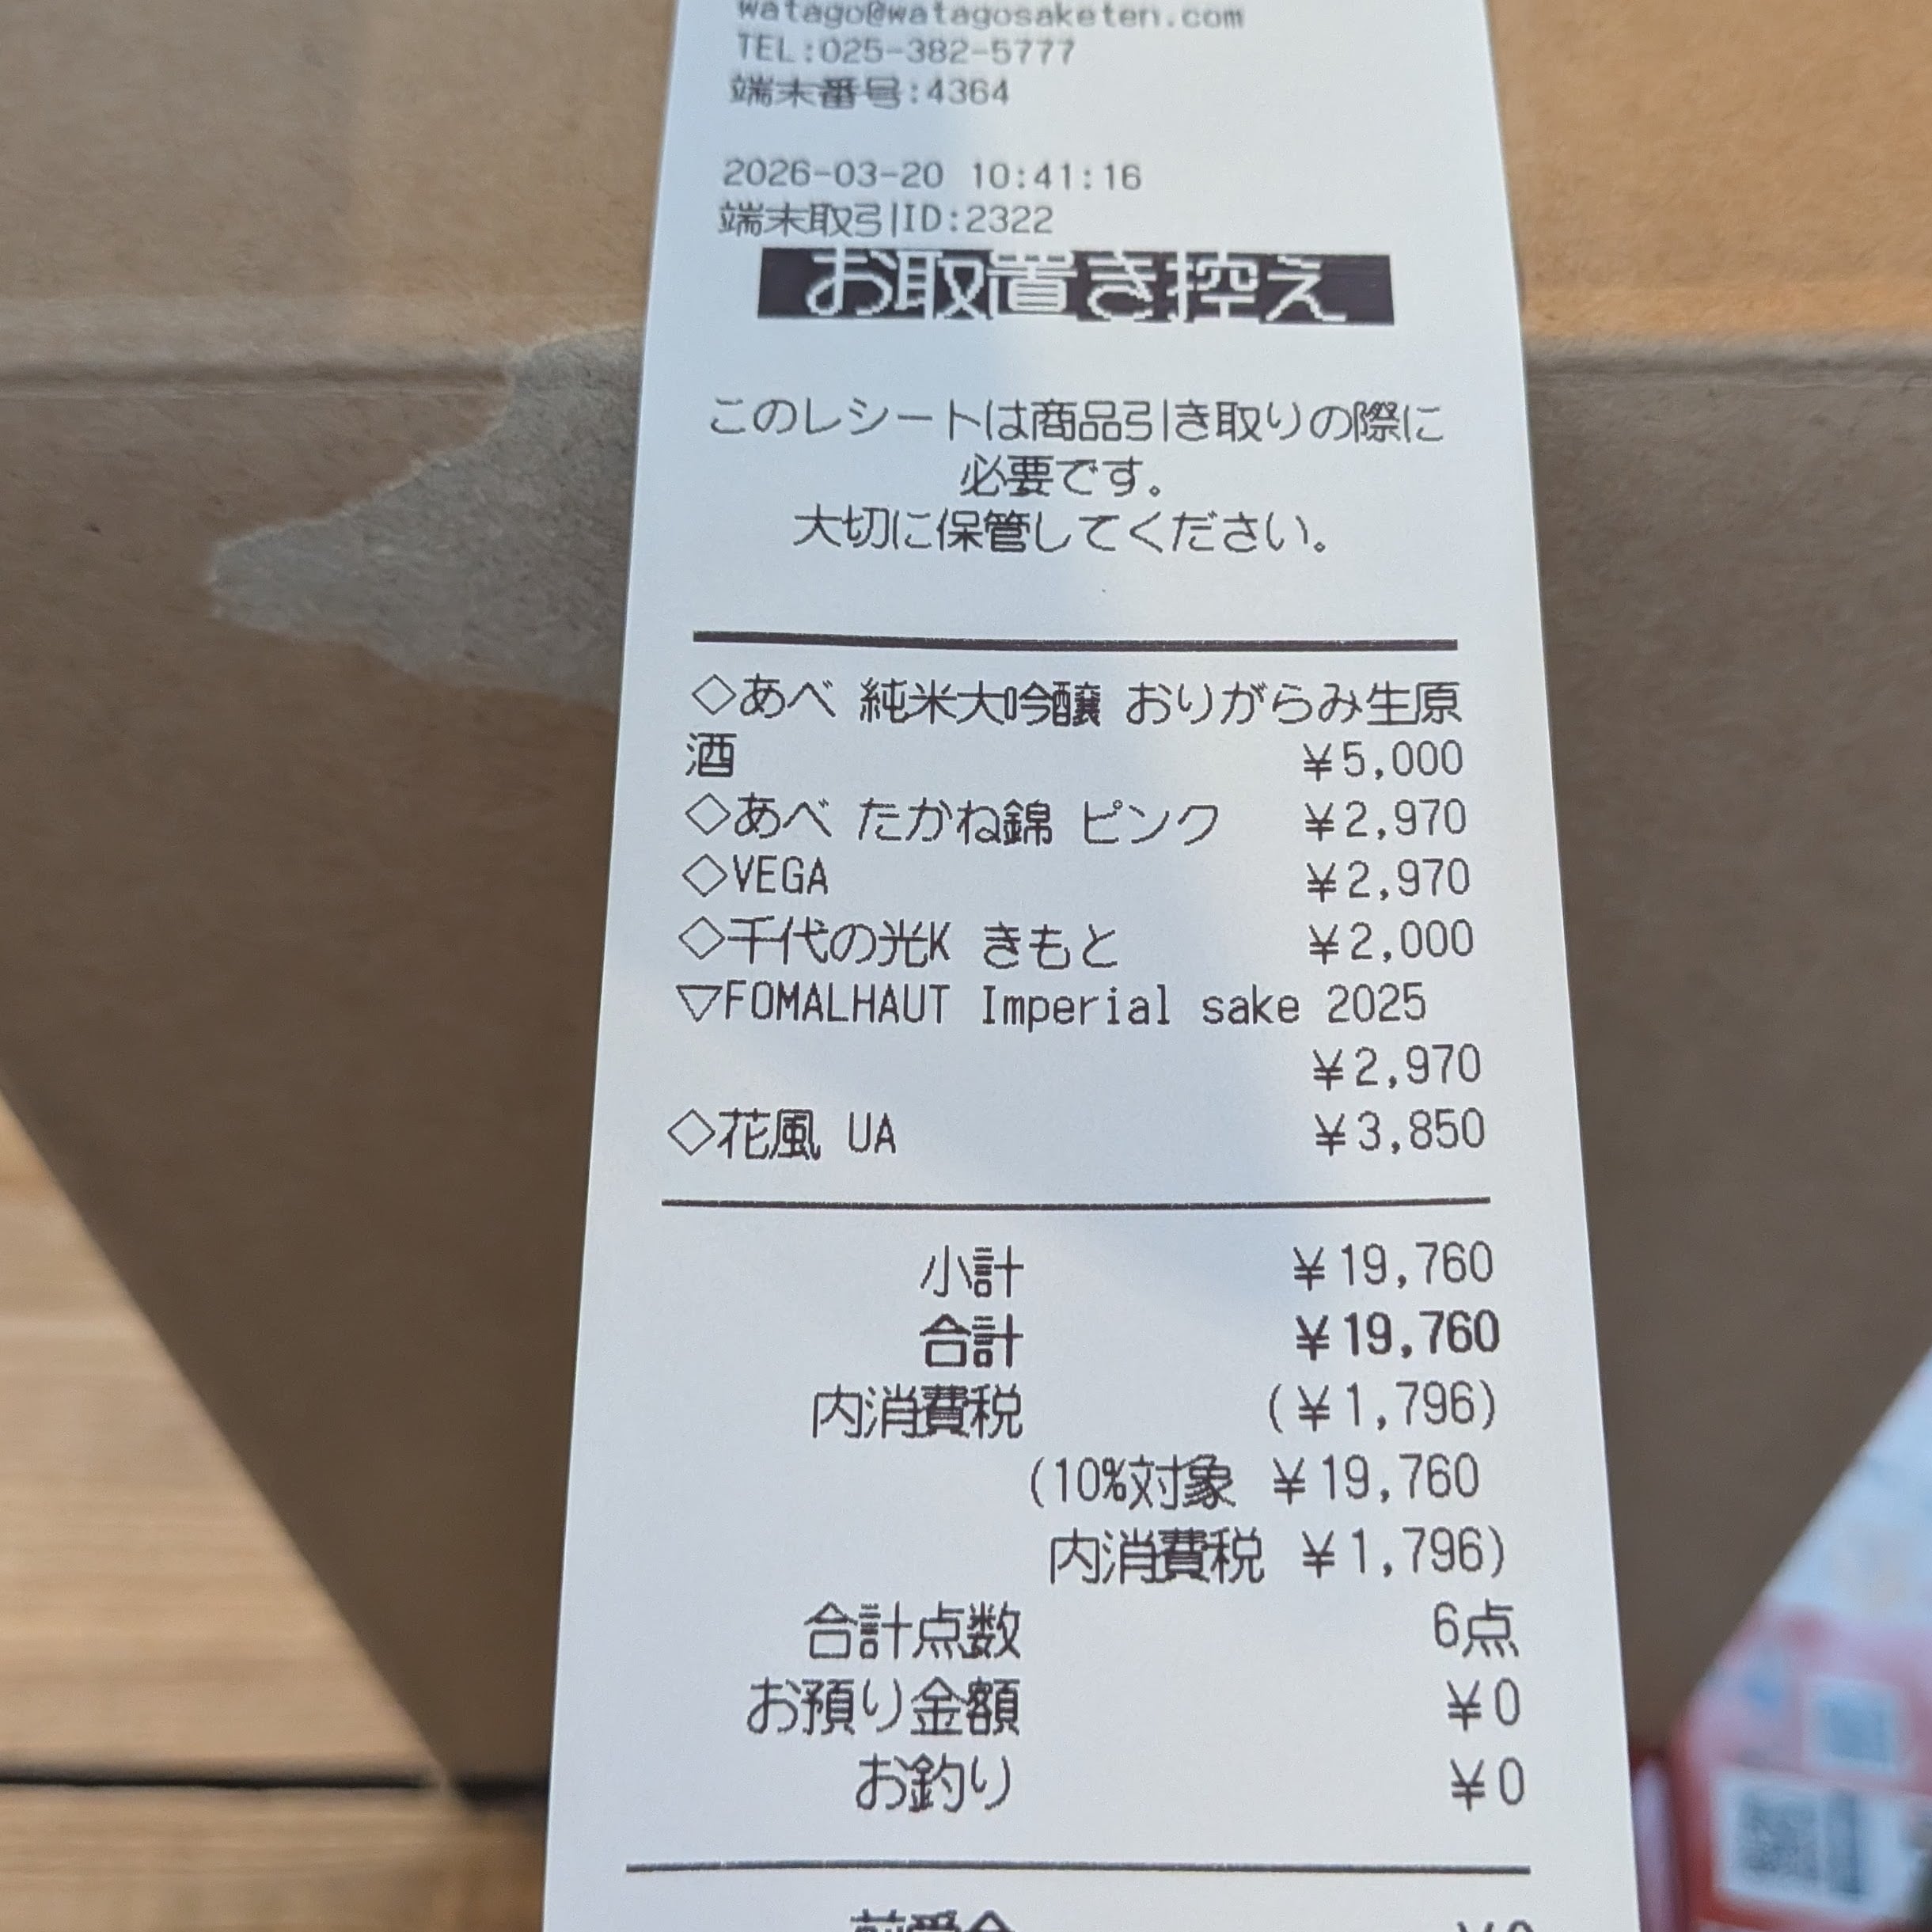 watago@watagosaketen.com
TEL:025-382-5777
端末番号:4364
2026-03-20 10:41:16
端末取引ID:2322
お取置き控え
このレシートは商品引き取りの際に
必要です。
大切に保管してください。
◇あべ 純米大吟醸 おりがらみ生原
酒 ¥5,000
◇あべ たかね錦 ピンク ¥2,970
◇VEGA ¥2,970
◇千代の光K きもと ¥2,000
▽FOMALHAUT Imperial sake 2025
¥2,970
◇花風 UA ¥3,850
小計 ¥19,760
合計 ¥19,760
内消費税 (¥1,796)
(10%対象 ¥19,760
内消費税 ¥1,796)
合計点数 6点
お預り金額 ¥0
お釣り ¥0